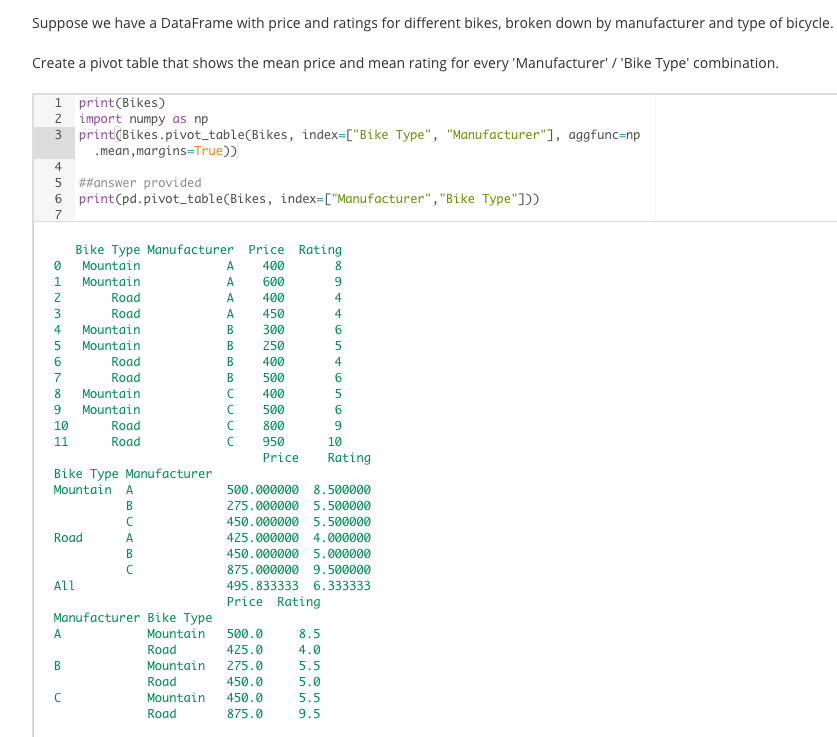 Suppose we have a DataFrame with price and ratings for different bikes, broken down by manufacturer and type of bicycle.
Create a pivot table that shows the mean price and mean rating for every 'Manufacturer' / 'Bike Type' combination.
1 print(Bikes)
2 import numpy as np
3 print(Bikes.pivot_table(Bikes, index=["Bike Type", "Manufacturer"], aggfunc=np
.mean,margins=True))
4
5 ##answer provided
6 print(pd.pivot_table(Bikes, index=["Manufacturer","Bike Type"]))
7
Bike Type Manufacturer Price Rating
0 Mountain A 400 8
1 Mountain A 600 9
2 Road A 400 4
3 Road A 450 4
4 Mountain B 300 6
5 Mountain B 250 5
6 Road B 400 4
7 Road B 500 6
8 Mountain C 400 5
9 Mountain C 500 6
10 Road C 800 9
11 Road C 950 10
Price Rating
Bike Type Manufacturer
Mountain A 500.000000 8.500000
B 275.000000 5.500000
C 450.000000 5.500000
Road A 425.000000 4.000000
B 450.000000 5.000000
C 875.000000 9.500000
All 495.833333 6.333333
Price Rating
Manufacturer Bike Type
A Mountain 500.0 8.5
Road 425.0 4.0
B Mountain 275.0 5.5
Road 450.0 5.0
C Mountain 450.0 5.5
Road 875.0 9.5